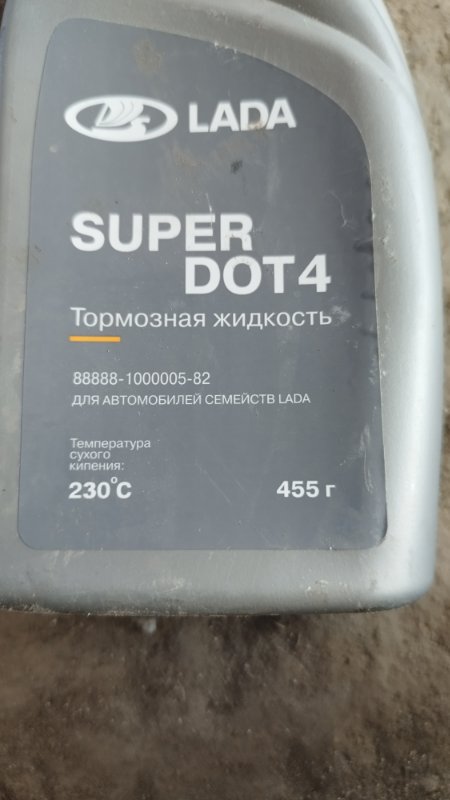 LADA
SUPER
DOT4
Тормозная жидкость
88888-1000005-82
ДЛЯ АВТОМОБИЛЕЙ СЕМЕЙСТВ LADA
Температура
сухого
кипения:
230°С
455 г